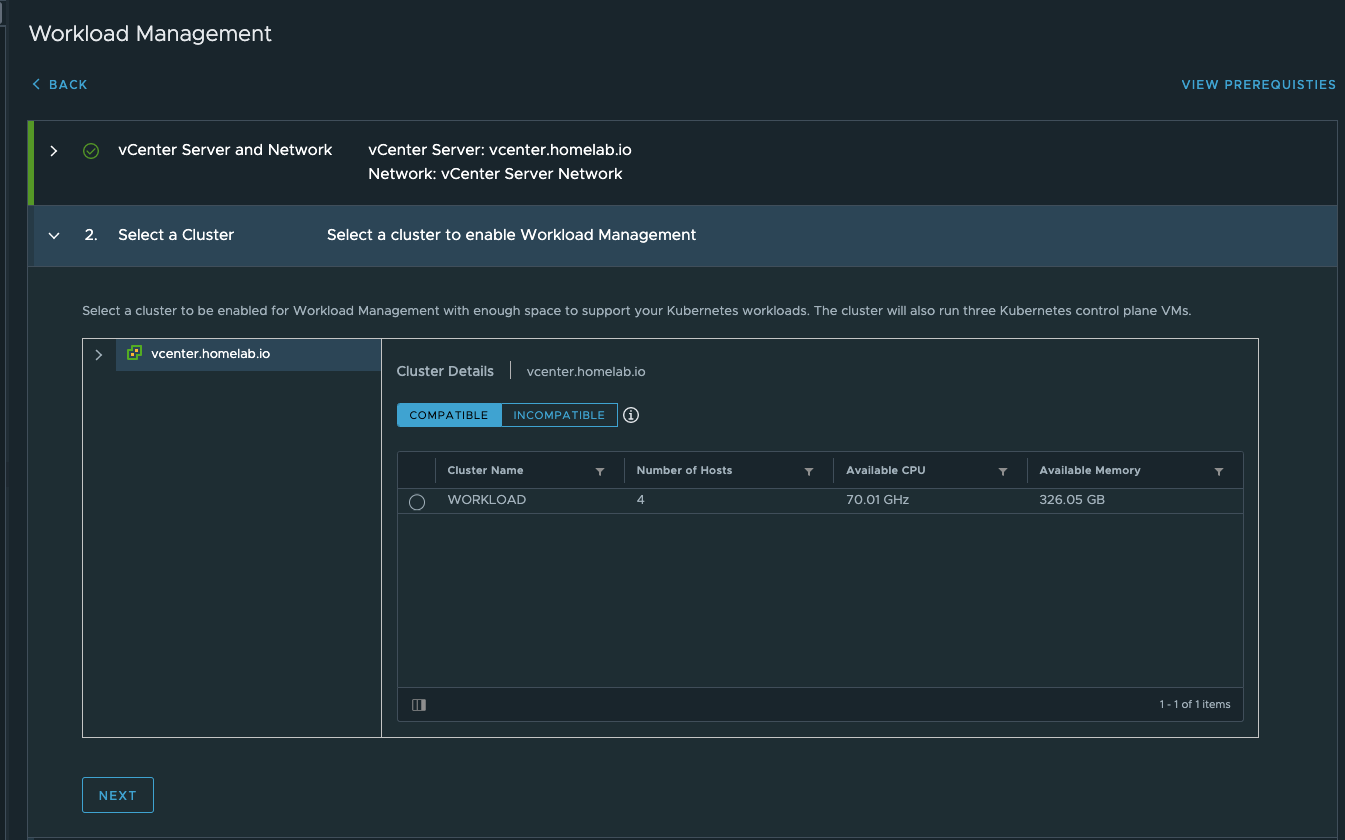 Workload Management
BACK
VIEW PREREQUISTIES
vCenter Server and Network
vCenter Server: vcenter.homelab.io
Network: vCenter Server Network
2. Select a Cluster
Select a cluster to enable Workload Management
Select a cluster to be enabled for Workload Management with enough space to support your Kubernetes workloads. The cluster will also run three Kubernetes control plane VMs.
vcenter.homelab.io
Cluster Details | vcenter.homelab.io
COMPATIBLE INCOMPATIBLE
Cluster Name Number of Hosts Available CPU Available Memory
WORKLOAD 4 70.01 GHz 326.05 GB
1 - 1 of 1 items
NEXT